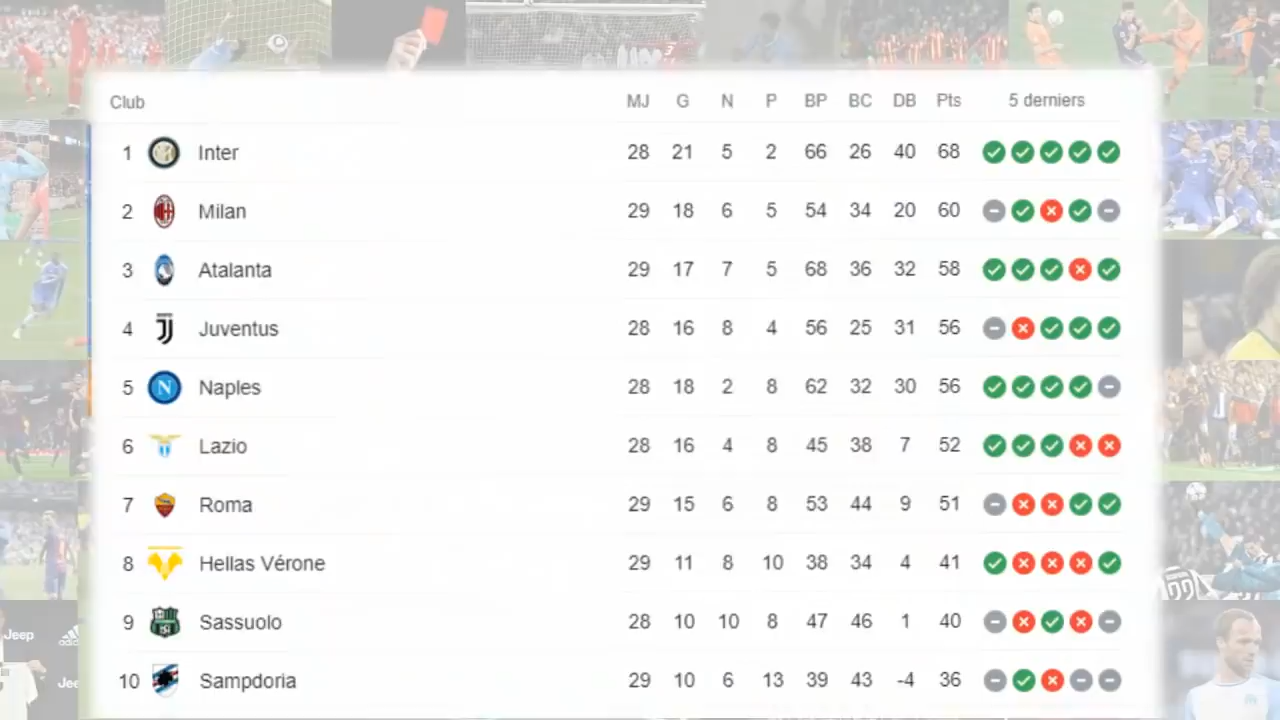 Club MJ G N P BP BC DB Pts 5 derniers
1 Inter 28 21 5 2 66 26 40 68
2 Milan 29 18 6 5 54 34 20 60
3 Atalanta 29 17 7 5 68 36 32 58
4 Juventus 28 16 8 4 56 25 31 56
5 N Naples 28 18 2 8 62 32 30 56
6 Lazio 28 16 4 8 45 38 7 52
7 Roma 29 15 6 8 53 44 9 51
8 Hellas Vérone 29 11 8 10 38 34 4 41
9 Sassuolo 28 10 10 8 47 46 1 40
10 Sampdoria 29 10 6 13 39 43 -4 36
Jeep